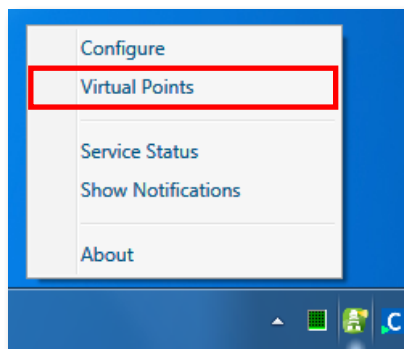 Configure
Virtual Points
Service Status
Show Notifications
About
C